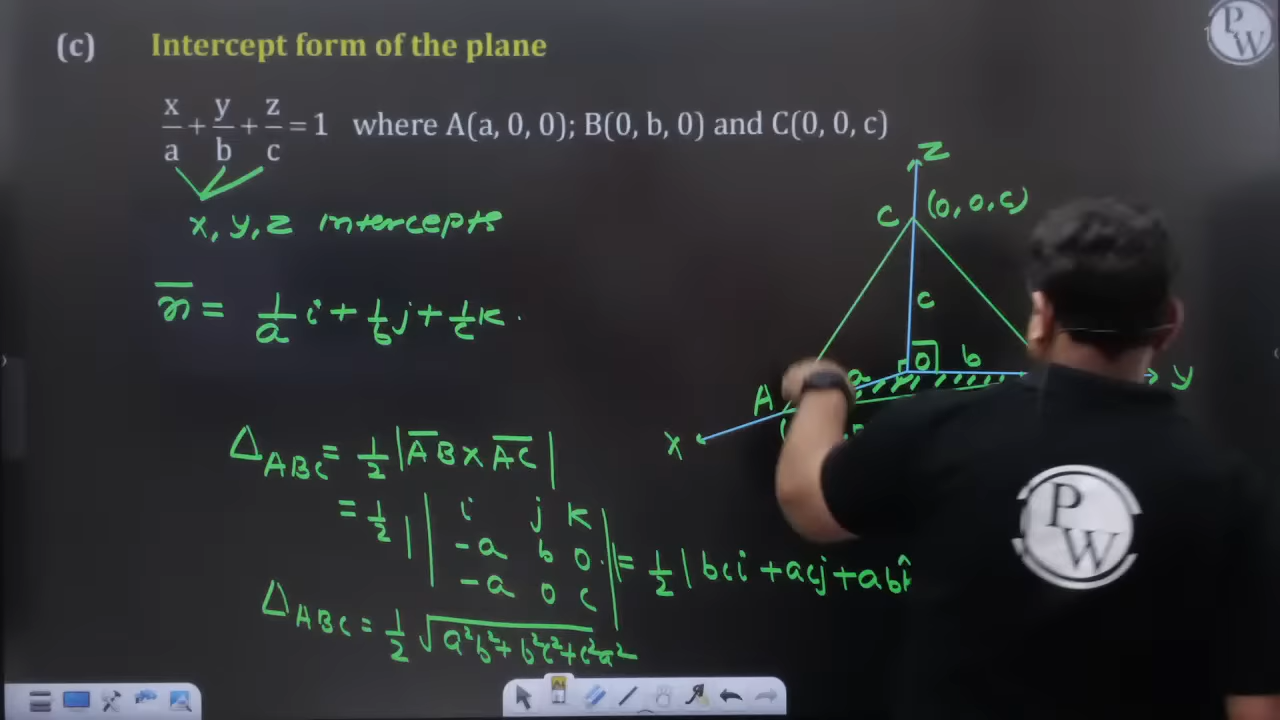 (c) Intercept form of the plane
x/a + y/b + z/c = 1 where A(a, 0, 0); B(0, b, 0) and C(0, 0, c)
x, y, z intercepts
n̄ = 1/a i + 1/b j + 1/c k .
Δ_ABC = 1/2 | A̅B × A̅C̅ |
= 1/2 | | i j k
-a b 0
-a 0 c | | = 1/2 | bci + acj + abk̂
Δ_ABC = 1/2 √(a²b² + b²c² + c²a²)
Z
C (0, 0, c)
c
O
b
a
A
X
Y
PW
PW